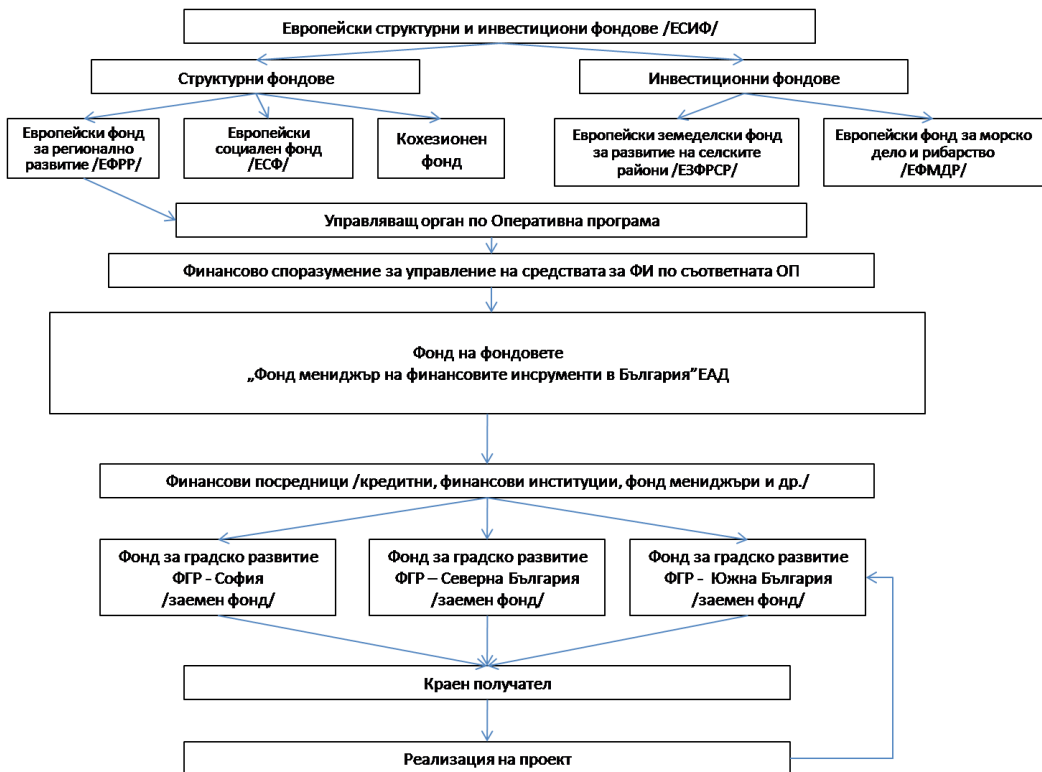 Европейски структурни и инвестициони фондове /ЕСИФ/
Структурни фондове
Инвестиционни фондове
Европейски фонд
за регионално
развитие /ЕФРР/
Европейски
социален фонд
/ЕСФ/
Кохезионен
фонд
Европейски земеделски фонд
за развитие на селските
райони /ЕЗФРСР/
Европейски фонд за морско
дело и рибарство
/ЕФМДР/
Управляващ орган по Оперативна програма
Финансово споразумение за управление на средствата за ФИ по съответната ОП
Фонд на фондовете
„Фонд мениджър на финансовите инсрументи в България”ЕАД
Финансови посредници /кредитни, финансови институции, фонд мениджъри и др./
Фонд за градско развитие
ФГР - София
/заемен фонд/
Фонд за градско развитие
ФГР – Северна България
/заемен фонд/
Фонд за градско развитие
ФГР - Южна България
/заемен фонд/
Краен получател
Реализация на проект